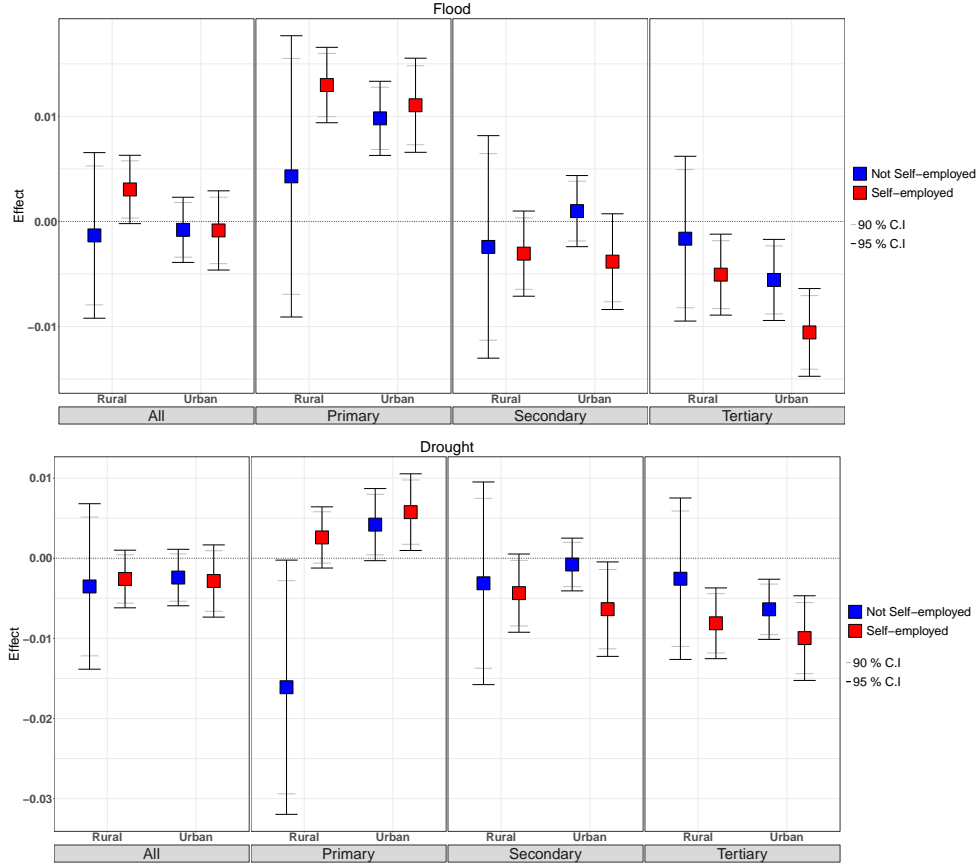 Flood
Effect
0.01
0.00
−0.01
Rural Urban Rural Urban Rural Urban Rural Urban
All Primary Secondary Tertiary
Not Self−employed
Self−employed
90 % C.I
95 % C.I
Drought
Effect
0.01
0.00
−0.01
−0.02
−0.03
Rural Urban Rural Urban Rural Urban Rural Urban
All Primary Secondary Tertiary
Not Self−employed
Self−employed
90 % C.I
95 % C.I